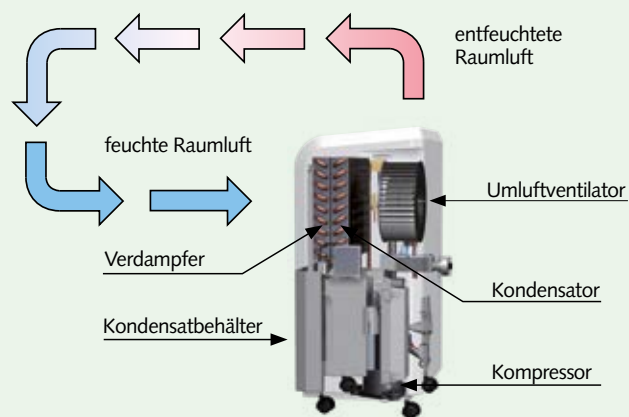 entfeuchtete
Raumluft
feuchte Raumluft
Umluftventilator
Verdampfer
Kondensator
Kondensatbehälter
Kompressor